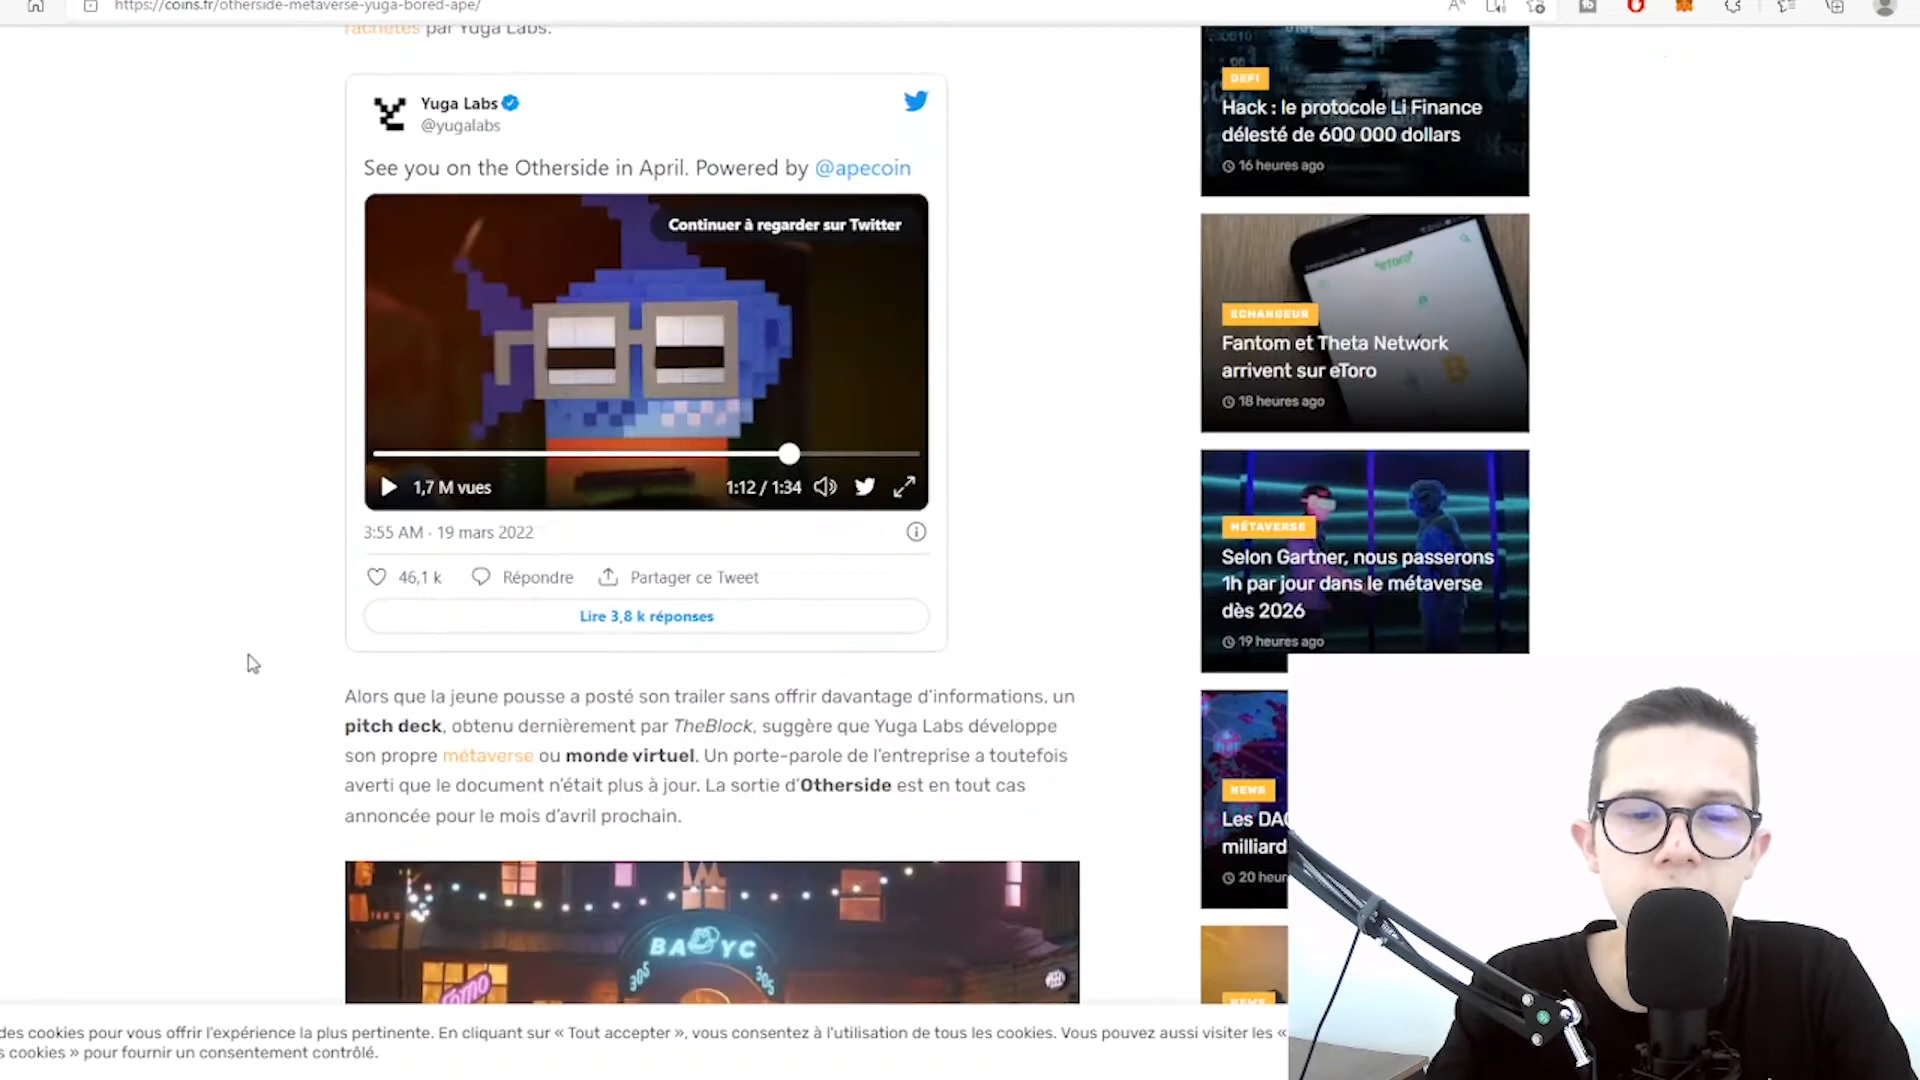 https://coins.fr/otherside-metaverse-yuga-bored-ape/
rachetés par Yuga Labs.
Yuga Labs
@yugalabs
See you on the Otherside in April. Powered by @apecoin
Continuer à regarder sur Twitter
1,7 M vues
1:12 / 1:34
3:55 AM · 19 mars 2022
46,1 k
Répondre
Partager ce Tweet
Lire 3,8 k réponses
Alors que la jeune pousse a posté son trailer sans offrir davantage d'informations, un
pitch deck, obtenu dernièrement par TheBlock, suggère que Yuga Labs développe
son propre métaverse ou monde virtuel. Un porte-parole de l'entreprise a toutefois
averti que le document n'était plus à jour. La sortie d'Otherside est en tout cas
annoncée pour le mois d'avril prochain.
BA YC
305
305
DEFI
Hack : le protocole Li Finance
délesté de 600 000 dollars
16 heures ago
eToro
ECHANGEUR
Fantom et Theta Network
arrivent sur eToro
18 heures ago
MÉTAVERSE
Selon Gartner, nous passerons
1h par jour dans le métaverse
dès 2026
19 heures ago
NEWS
Les DA
milliard
20 heur
NEWS
des cookies pour vous offrir l'expérience la plus pertinente. En cliquant sur « Tout accepter », vous consentez à l'utilisation de tous les cookies. Vous pouvez aussi visiter les «
s cookies » pour fournir un consentement contrôlé.